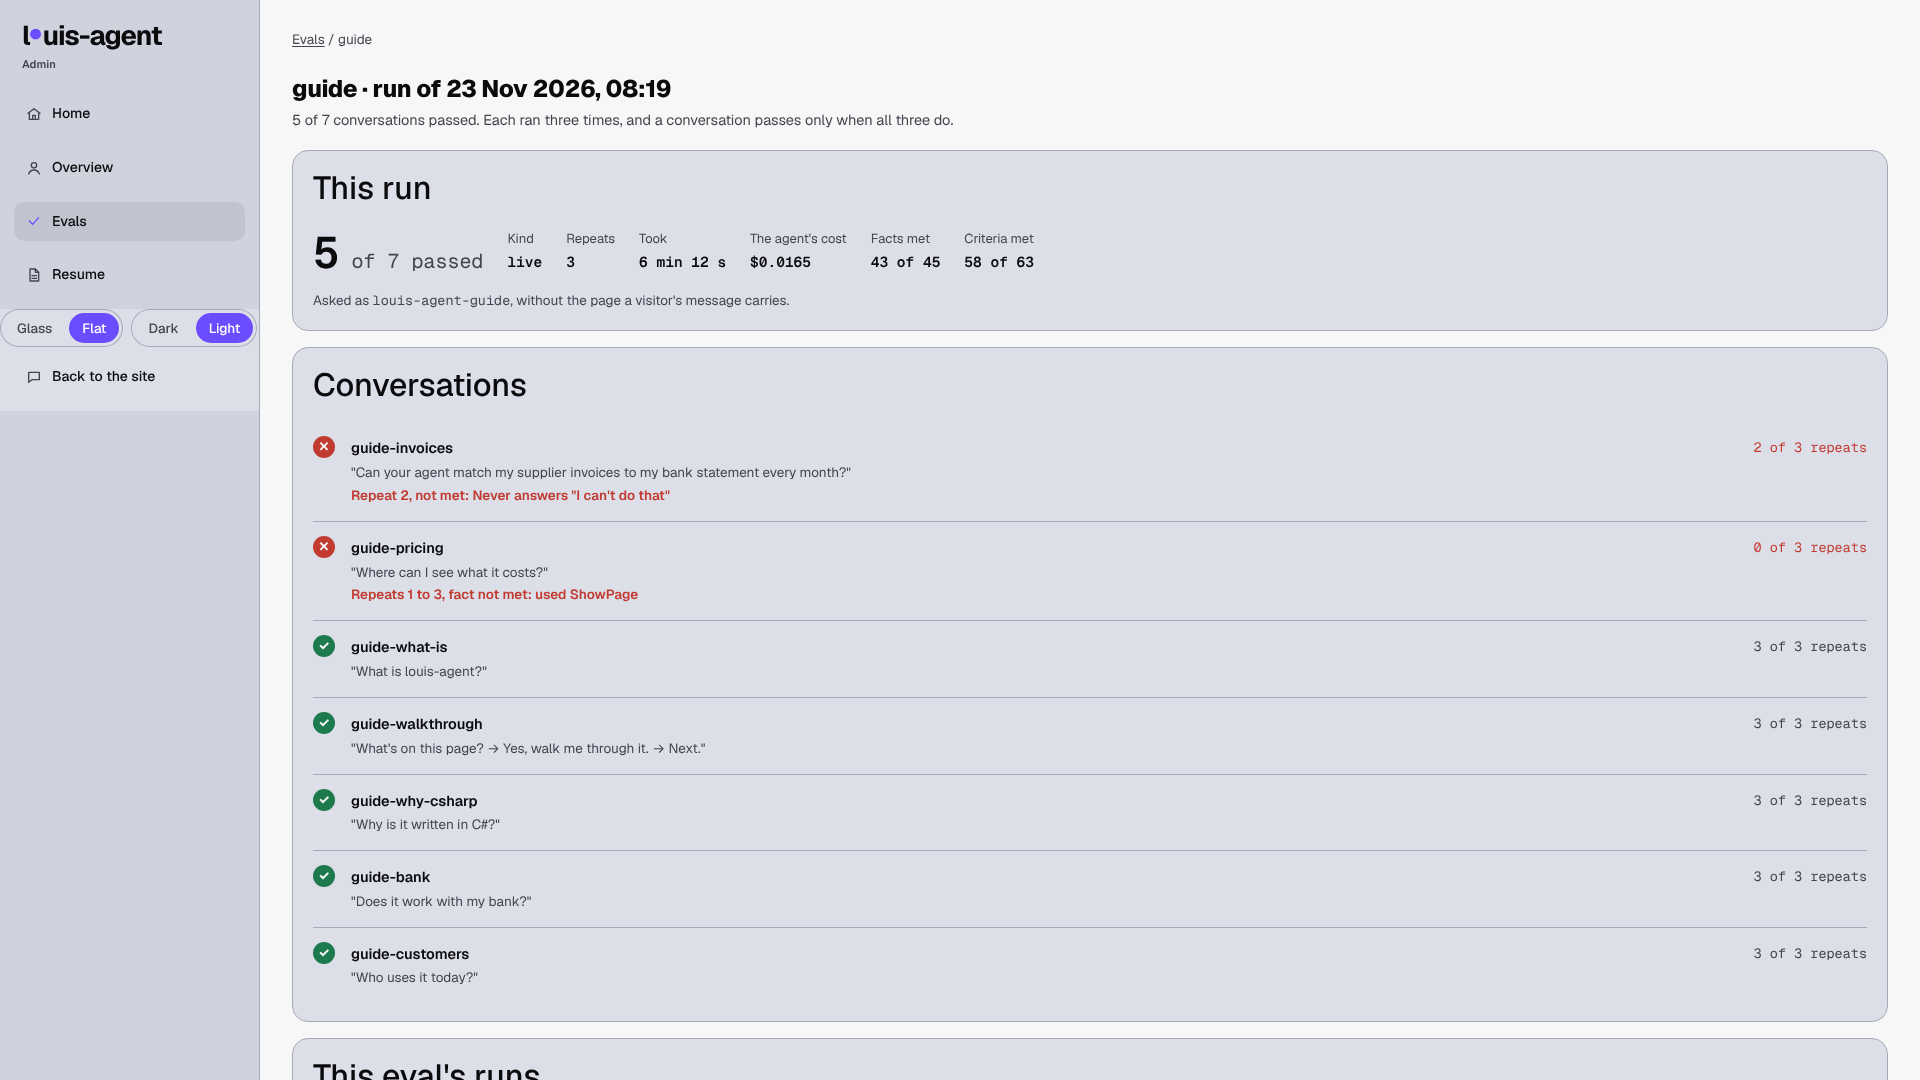 louis-agent
Admin
Home
Overview
Evals
Resume
Glass Flat Dark Light
Back to the site
Evals / guide
guide · run of 23 Nov 2026, 08:19
5 of 7 conversations passed. Each ran three times, and a conversation passes only when all three do.
This run
5 of 7 passed
Kind Repeats Took The agent's cost Facts met Criteria met
live 3 6 min 12 s $0.0165 43 of 45 58 of 63
Asked as louis-agent-guide, without the page a visitor's message carries.
Conversations
guide-invoices 2 of 3 repeats
"Can your agent match my supplier invoices to my bank statement every month?"
Repeat 2, not met: Never answers "I can't do that"
guide-pricing 0 of 3 repeats
"Where can I see what it costs?"
Repeats 1 to 3, fact not met: used ShowPage
guide-what-is 3 of 3 repeats
"What is louis-agent?"
guide-walkthrough 3 of 3 repeats
"What's on this page? → Yes, walk me through it. → Next."
guide-why-csharp 3 of 3 repeats
"Why is it written in C#?"
guide-bank 3 of 3 repeats
"Does it work with my bank?"
guide-customers 3 of 3 repeats
"Who uses it today?"
This eval's runs